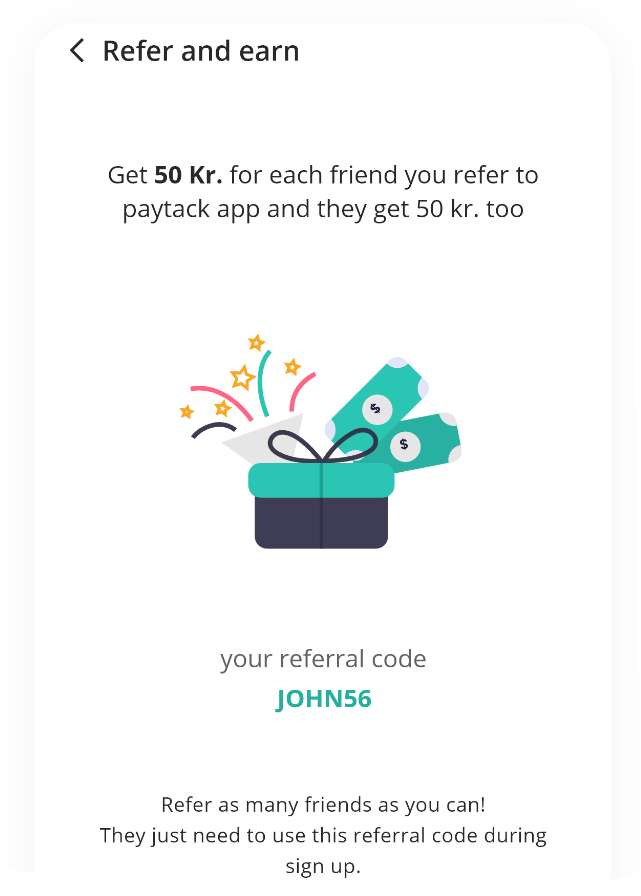 Refer and earn
Get 50 Kr. for each friend you refer to
paytack app and they get 50 kr. too
$
$
your referral code
JOHN56
Refer as many friends as you can!
They just need to use this referral code during
sign up.